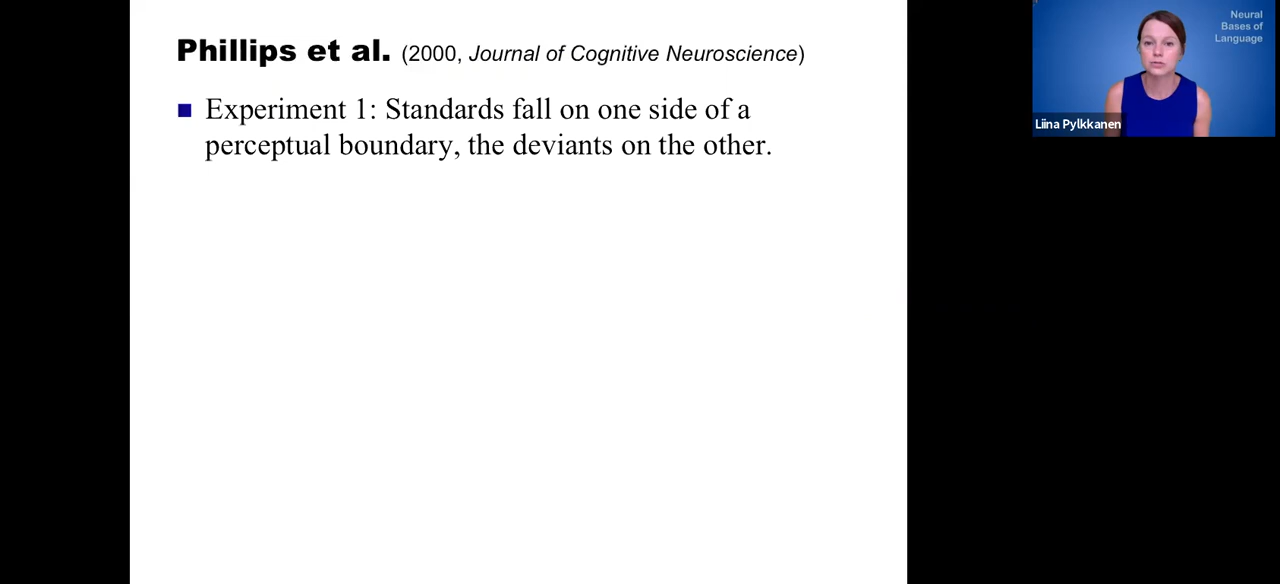 Phillips et al. (2000, Journal of Cognitive Neuroscience)
■ Experiment 1: Standards fall on one side of a
perceptual boundary, the deviants on the other.
Neural
Bases of
Language
Liina Pylkkanen